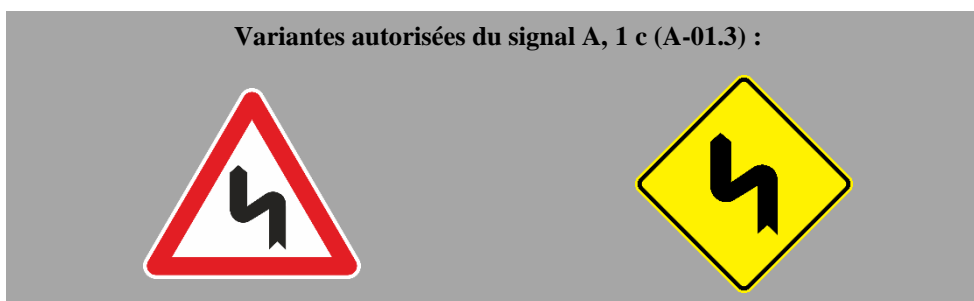 Variantes autorisées du signal A, 1 c (A-01.3) :